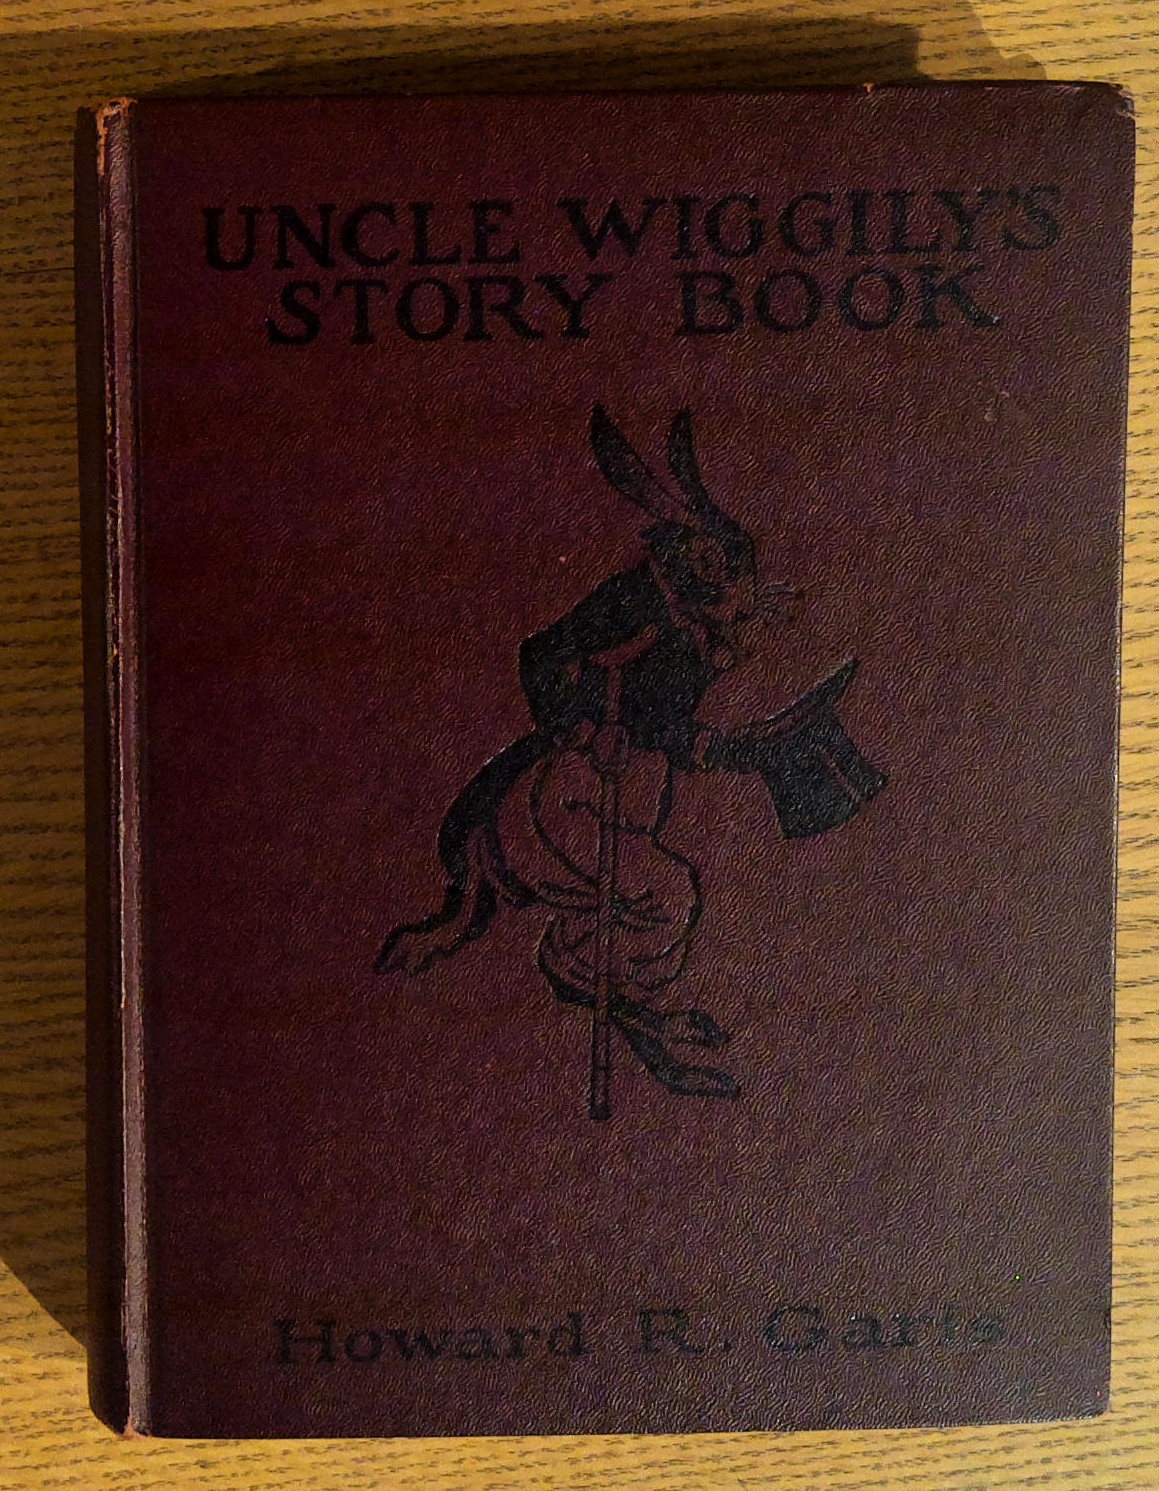 UNCLE WIGGILY'S
STORY BOOK
Howard R. Garis